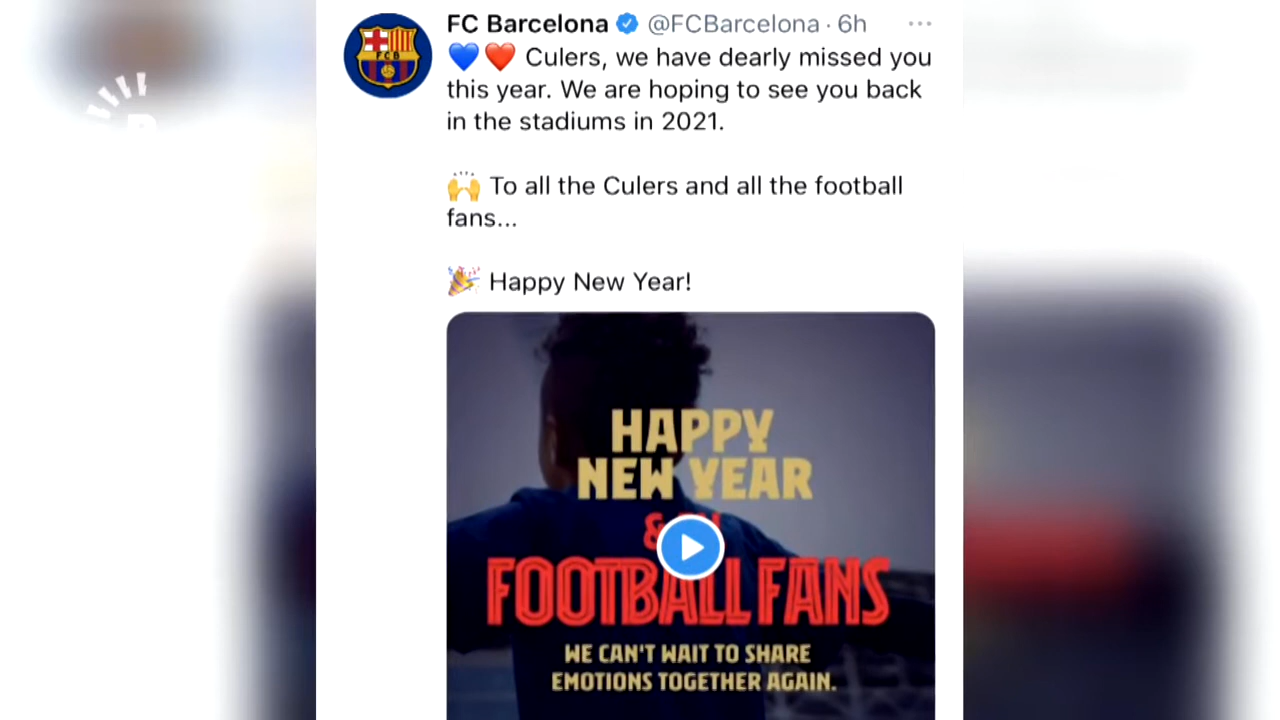 FC Barcelona @FCBarcelona · 6h ...
💙❤️ Culers, we have dearly missed you
this year. We are hoping to see you back
in the stadiums in 2021.
🙌 To all the Culers and all the football
fans...
🎉 Happy New Year!
FCB
HAPPY
NEW YEAR
&
FOOTBALL FANS
WE CAN'T WAIT TO SHARE
EMOTIONS TOGETHER AGAIN.